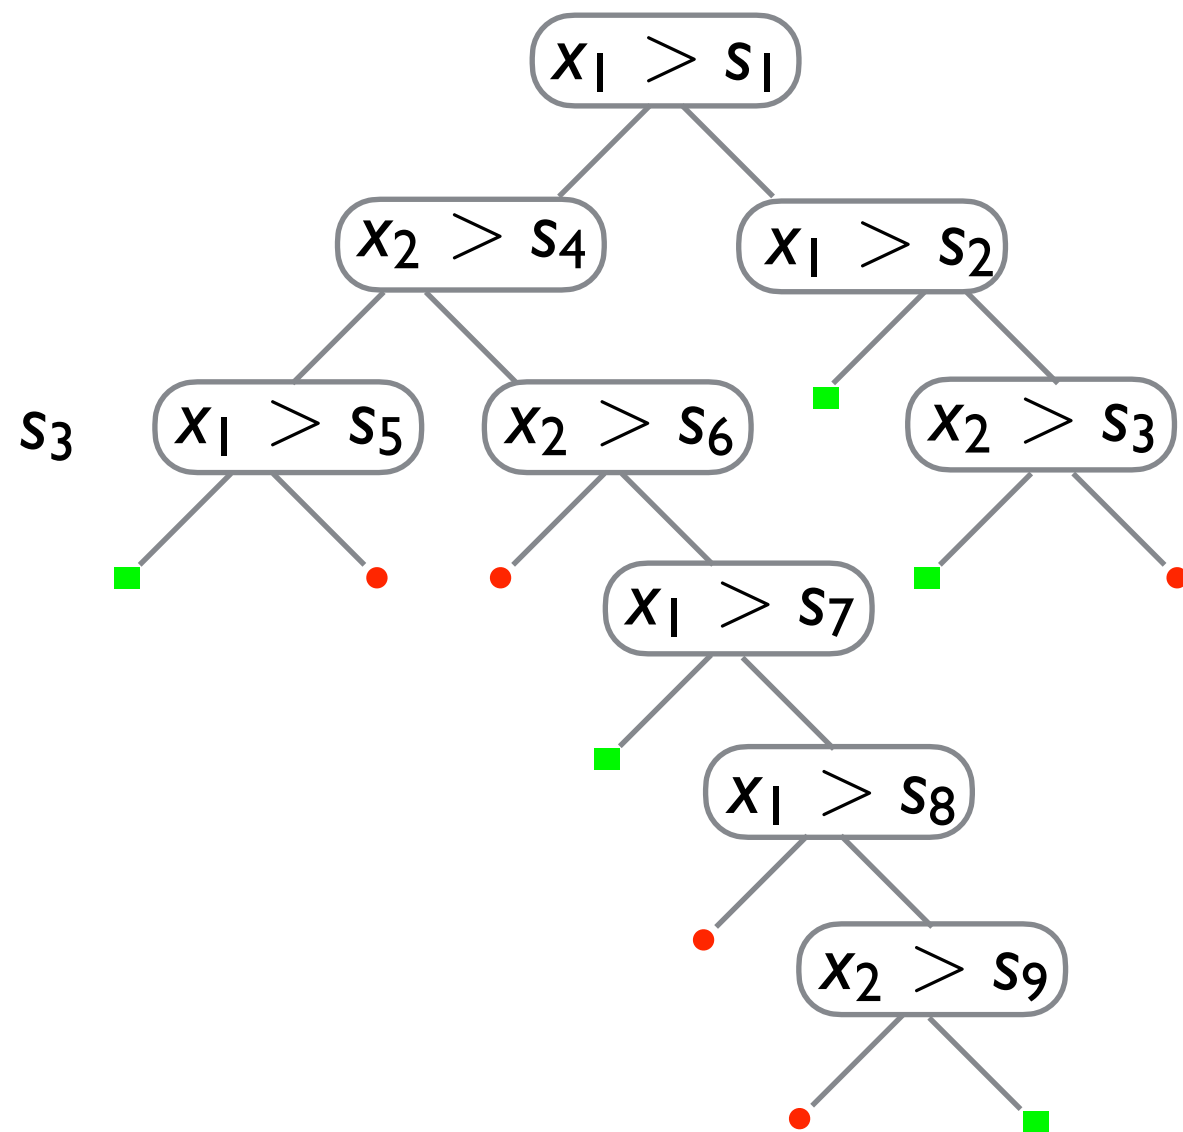 x₁ > s₁
x₂ > s₄
x₁ > s₂
s₃
x₁ > s₅
x₂ > s₆
x₂ > s₃
x₁ > s₇
x₁ > s₈
x₂ > s₉